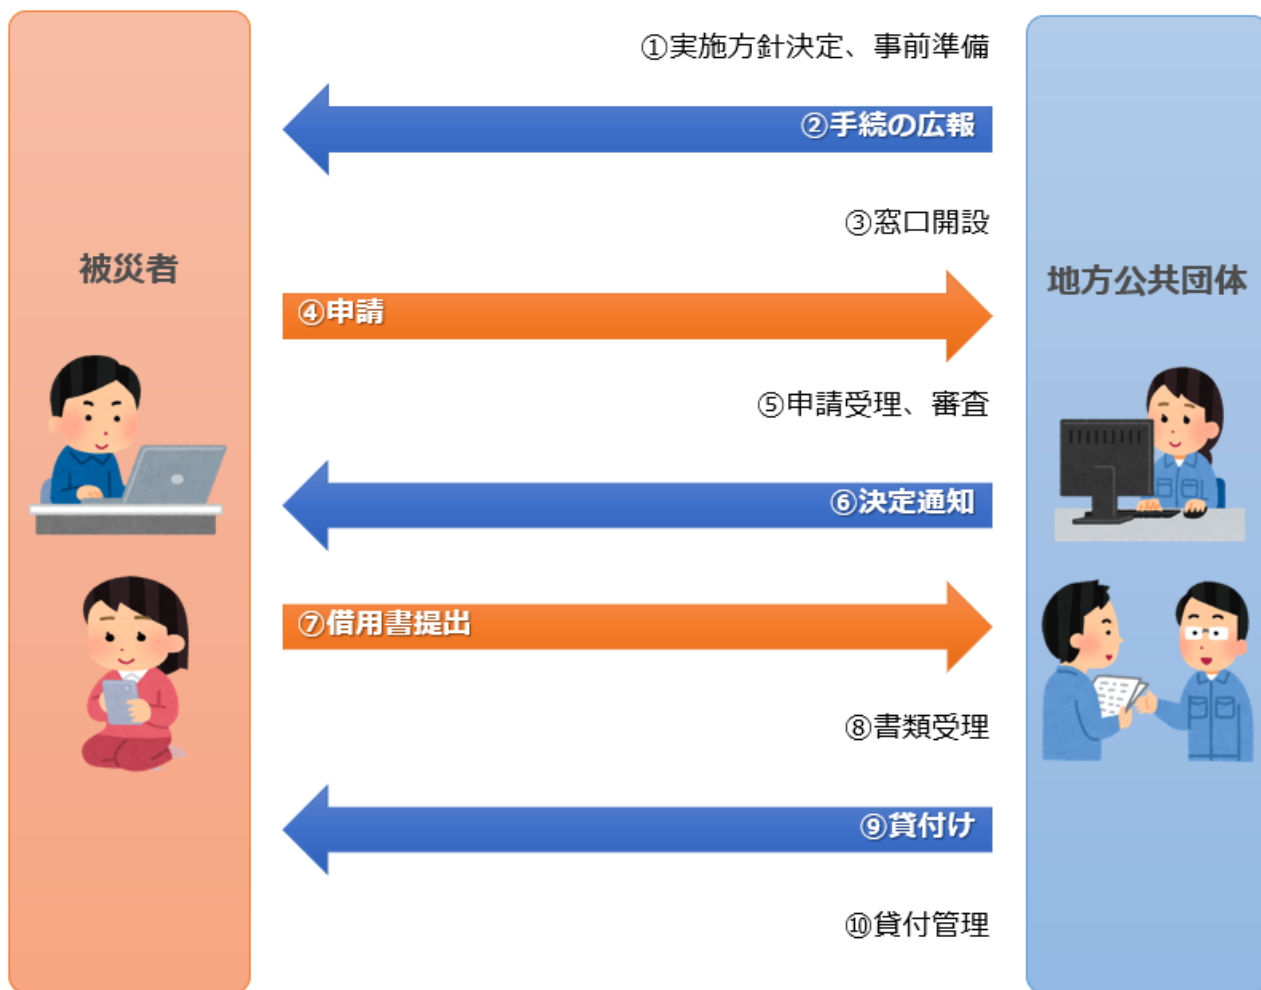 ①実施方針決定、事前準備
②手続の広報
③窓口開設
被災者
地方公共団体
④申請
⑤申請受理、審査
⑥決定通知
⑦借用書提出
⑧書類受理
⑨貸付け
⑩貸付管理